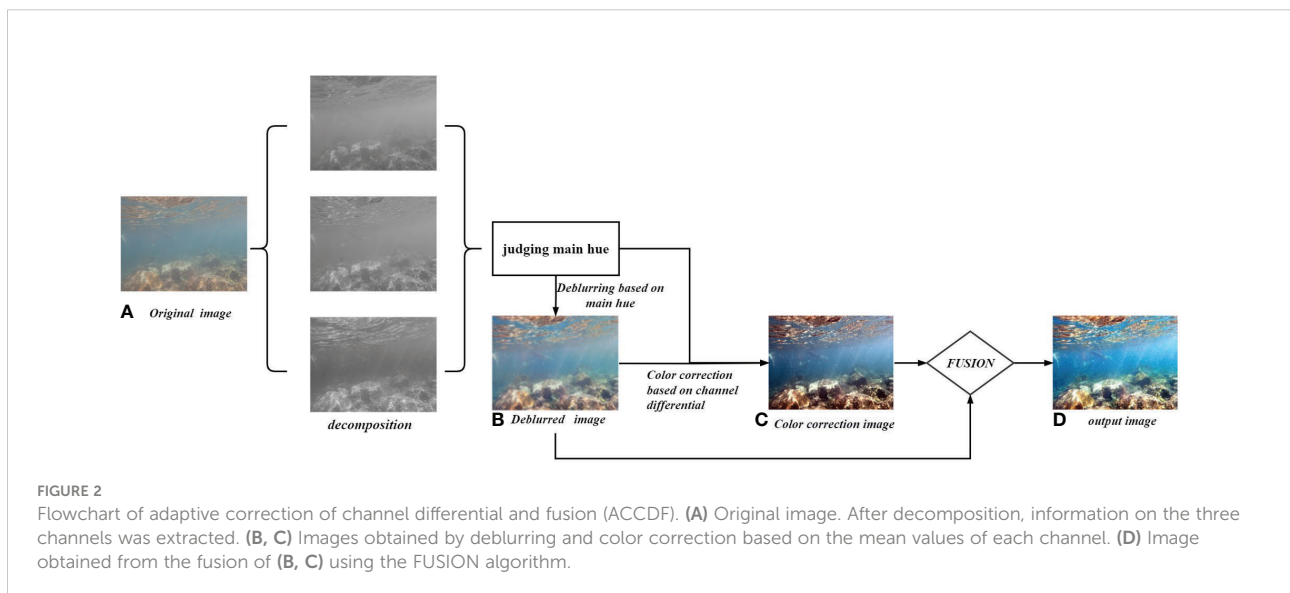 judging main hue
Deblurring based on
main hue
A Original image
decomposition
B Deblurred image
Color correction
based on channel
differential
C Color correction image
FUSION
D output image
FIGURE 2
Flowchart of adaptive correction of channel differential and fusion (ACCDF). (A) Original image. After decomposition, information on the three
channels was extracted. (B, C) Images obtained by deblurring and color correction based on the mean values of each channel. (D) Image
obtained from the fusion of (B, C) using the FUSION algorithm.